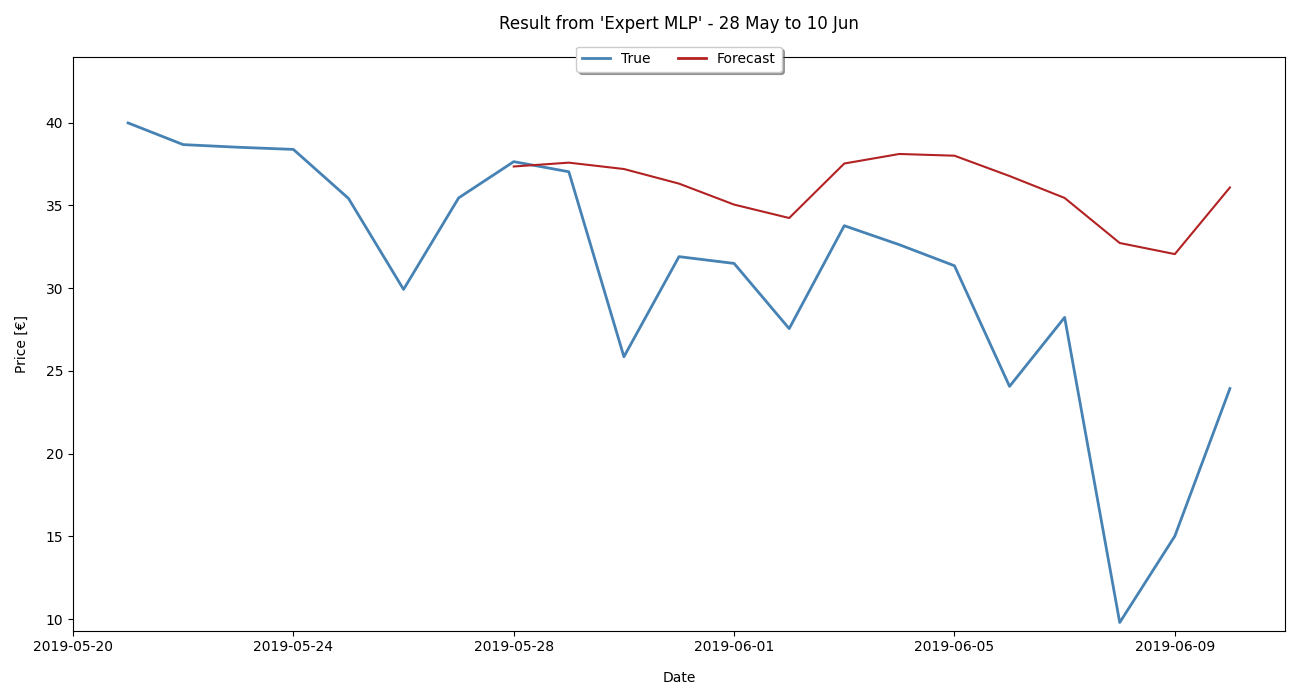 Result from 'Expert MLP' - 28 May to 10 Jun
True Forecast
Price [€]
40
35
30
25
20
15
10
2019-05-20 2019-05-24 2019-05-28 2019-06-01 2019-06-05 2019-06-09
Date